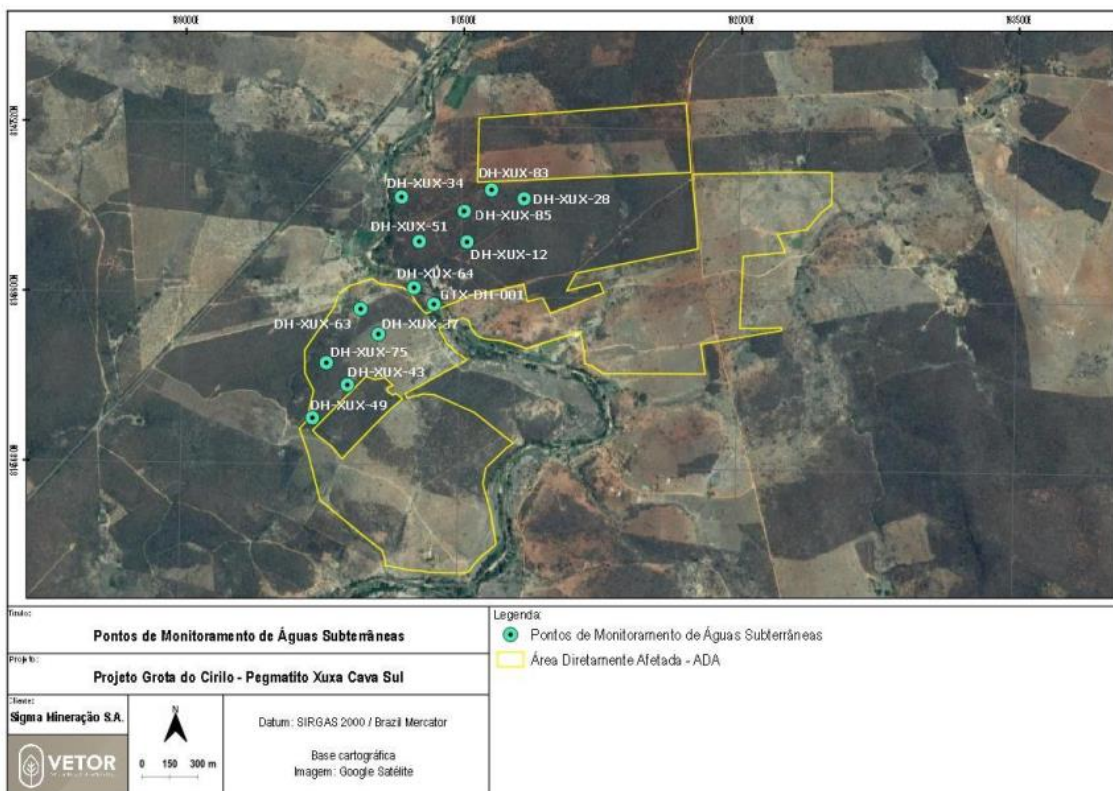 DH-XUX-83
DH-XUX-34
DH-XUX-28
DH-XUX-85
DH-XUX-51
DH-XUX-12
DH-XUX-64
GTX-DH-001
DH-XUX-63
DH-XUX-37
DH-XUX-75
DH-XUX-43
DH-XUX-49
Título:
Pontos de Monitoramento de Águas Subterrâneas
Projeto:
Projeto Grota do Cirilo - Pegmatito Xuxa Cava Sul
Cliente:
Sigma Mineração S.A.
VETOR
N
0 150 300 m
Datum: SIRGAS 2000 / Brazil Mercator
Base cartográfica
Imagem: Google Satélite
Legenda:
Pontos de Monitoramento de Águas Subterrâneas
Área Diretamente Afetada - ADA